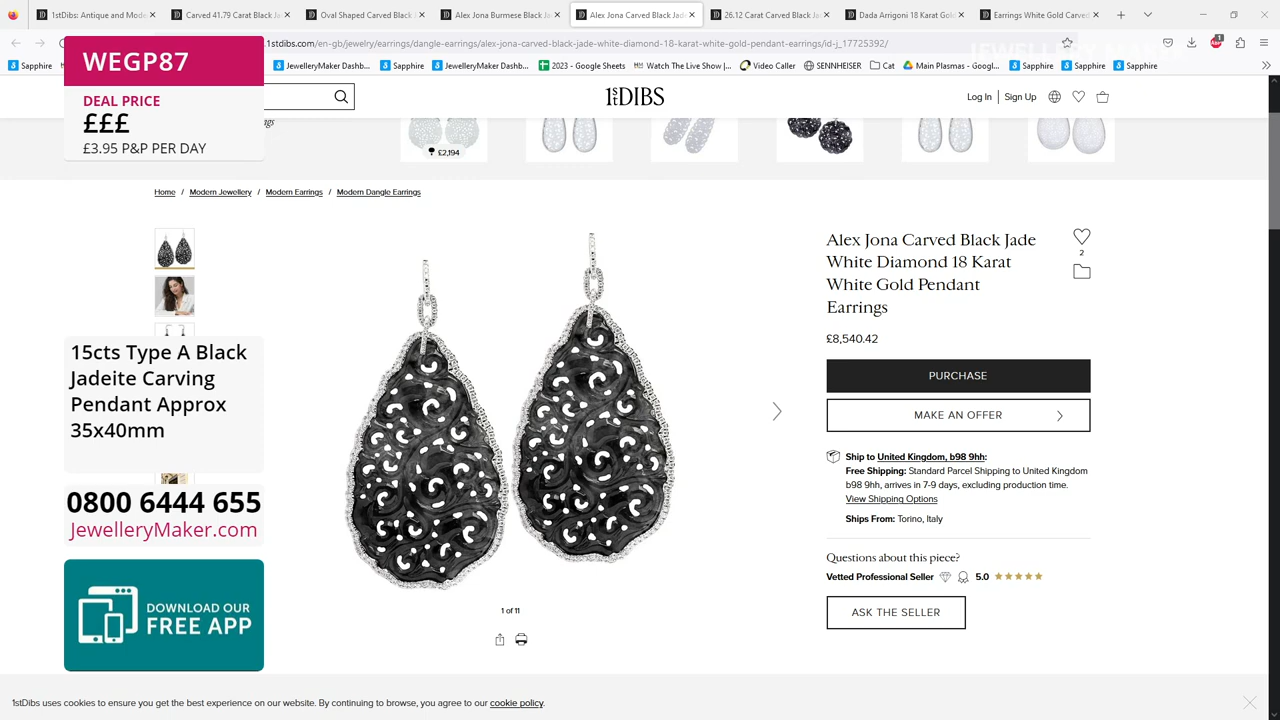 1stDibs: Antique and Mode
Carved 41.79 Carat Black Ja
Oval Shaped Carved Black
Alex Jona Burmese Black Ja
Alex Jona Carved Black Jade
26.12 Carat Carved Black Ja
Dada Arrigoni 18 Karat Gold
Earrings White Gold Carved
1stdibs.com/en-gb/jewelry/earrings/dangle-earrings/alex-jona-carved-black-jade-white-diamond-18-karat-white-gold-pendant-earrings/id-j_17725392/
Sapphire
JewelleryMaker Dashb...
Sapphire
JewelleryMaker Dashb...
2023 - Google Sheets
Watch The Live Show |...
Video Caller
SENNHEISER
Cat
Main Plasmas - Googl...
Sapphire
Sapphire
Sapphire
WEGP87
DEAL PRICE
£££
£3.95 P&P PER DAY
1STDIBS
Log In
Sign Up
£2,194
Home / Modern Jewellery / Modern Earrings / Modern Dangle Earrings
Alex Jona Carved Black Jade
White Diamond 18 Karat
White Gold Pendant
Earrings
2
£8,540.42
PURCHASE
MAKE AN OFFER
Ship to United Kingdom, b98 9hh:
Free Shipping: Standard Parcel Shipping to United Kingdom
b98 9hh, arrives in 7-9 days, excluding production time.
View Shipping Options
Ships From: Torino, Italy
Questions about this piece?
Vetted Professional Seller 5.0
ASK THE SELLER
15cts Type A Black
Jadeite Carving
Pendant Approx
35x40mm
0800 6444 655
JewelleryMaker.com
DOWNLOAD OUR
FREE APP
1 of 11
1stDibs uses cookies to ensure you get the best experience on our website. By continuing to browse, you agree to our cookie policy.